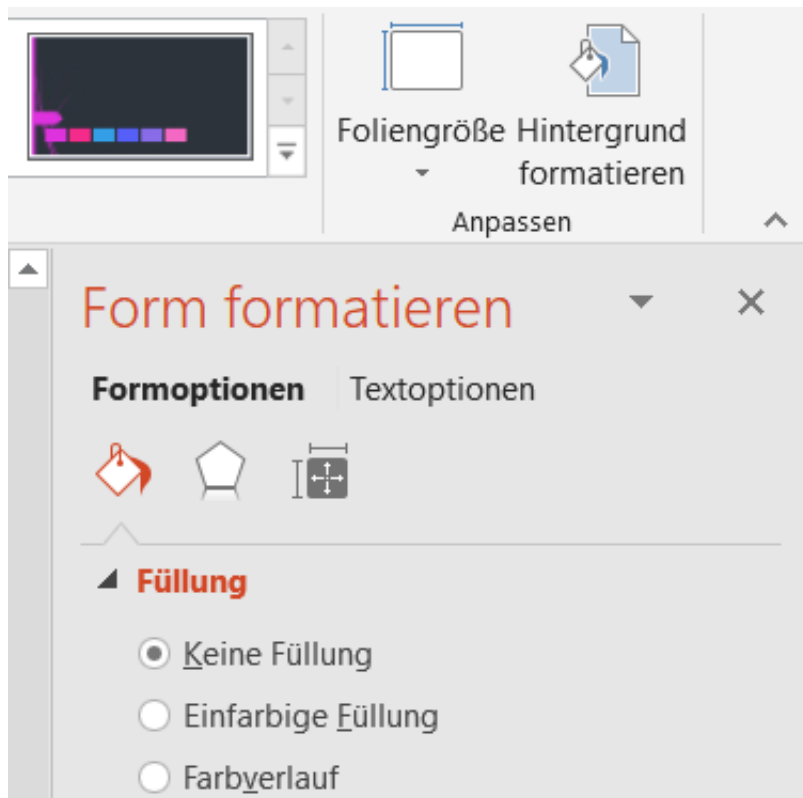 Foliengröße Hintergrund
formatieren
Anpassen
Form formatieren
Formoptionen Textoptionen
Füllung
Keine Füllung
Einfarbige Füllung
Farbverlauf